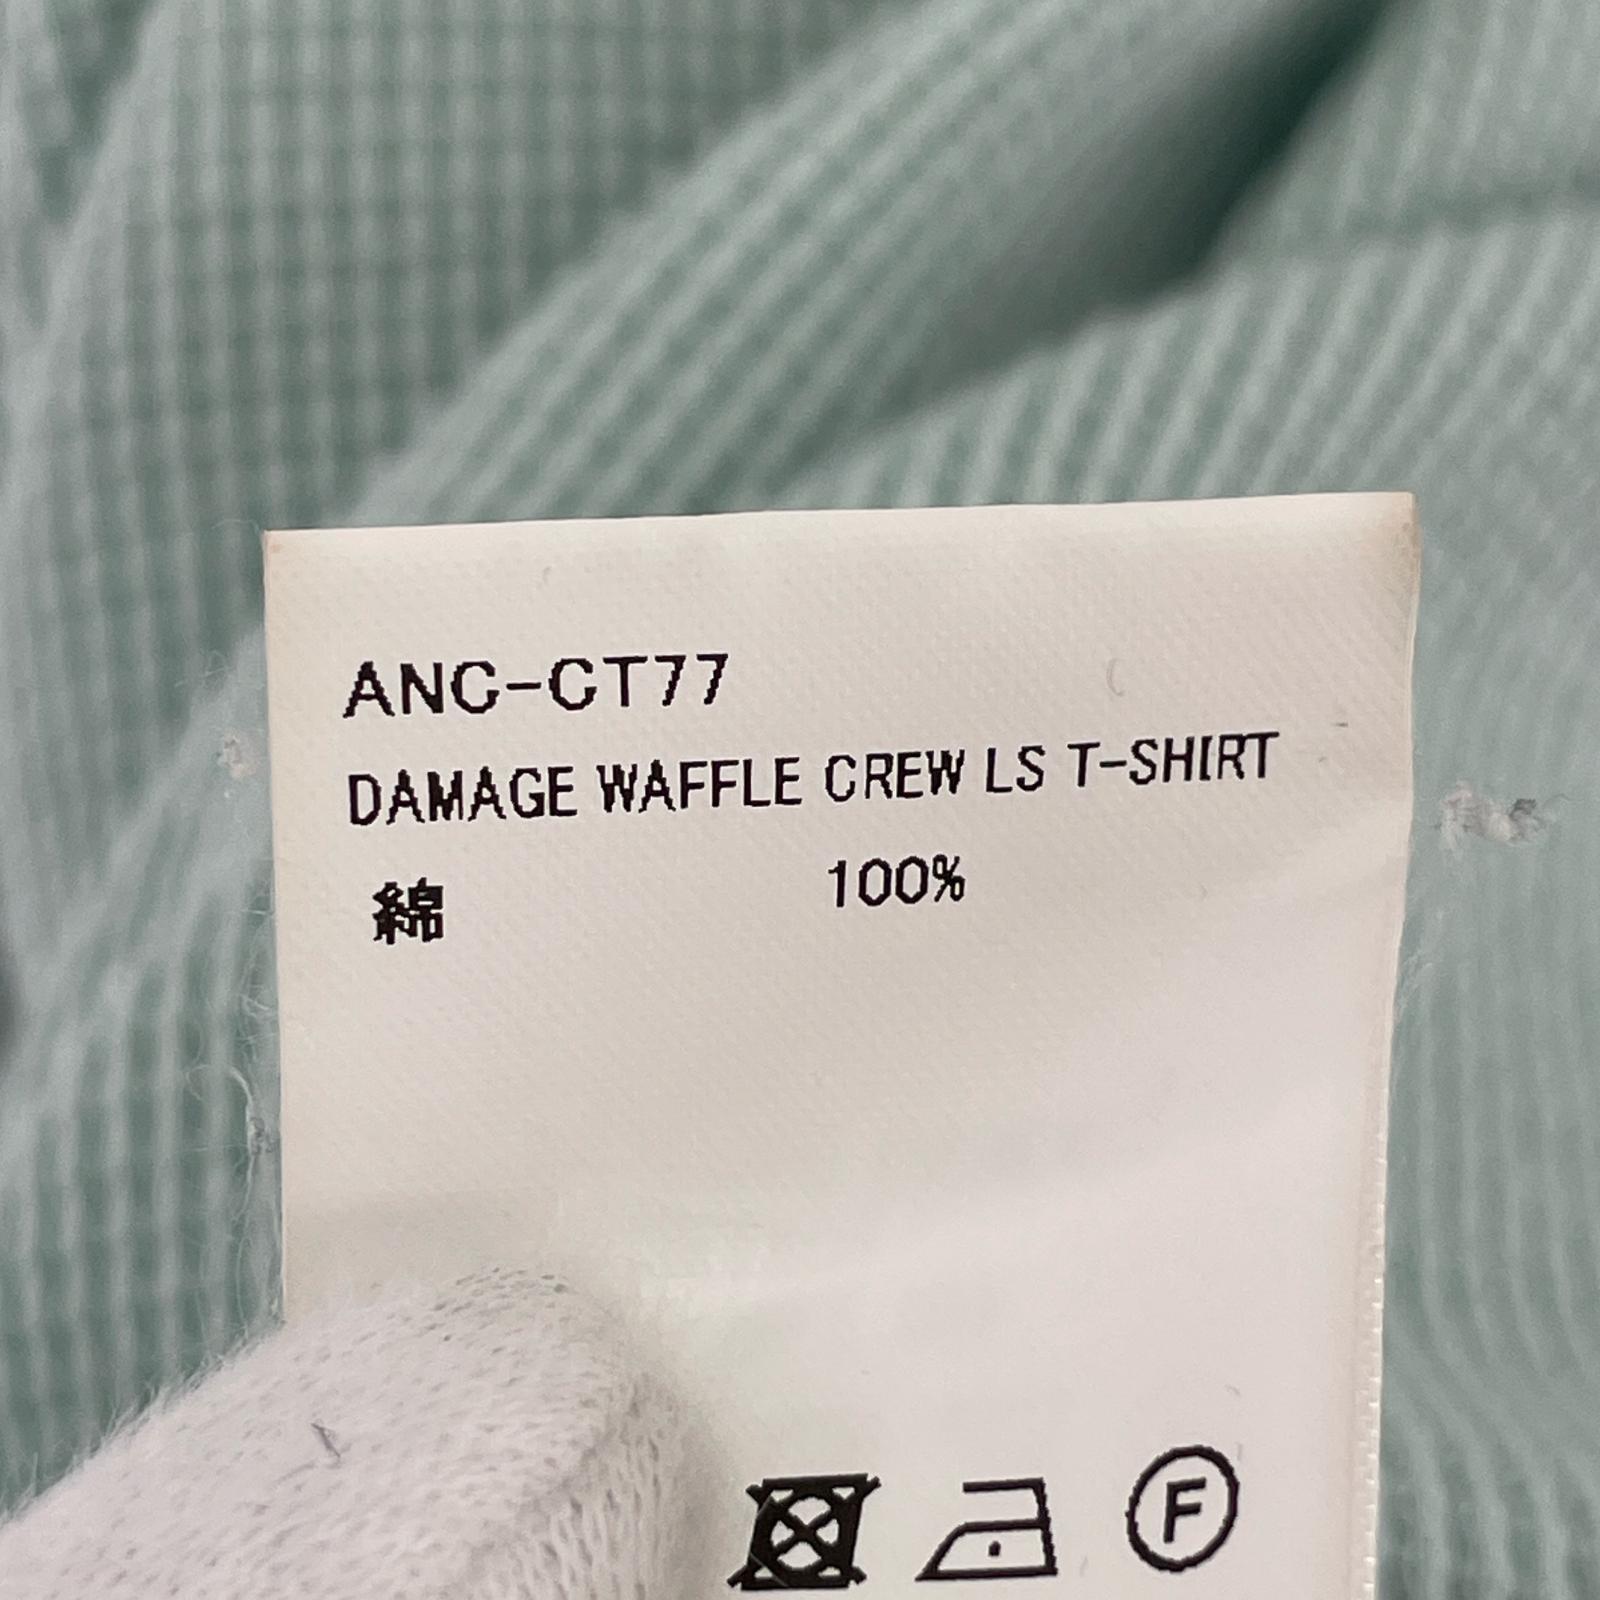 ANC-CT77
DAMAGE WAFFLE CREW LS T-SHIRT
綿 100%
F